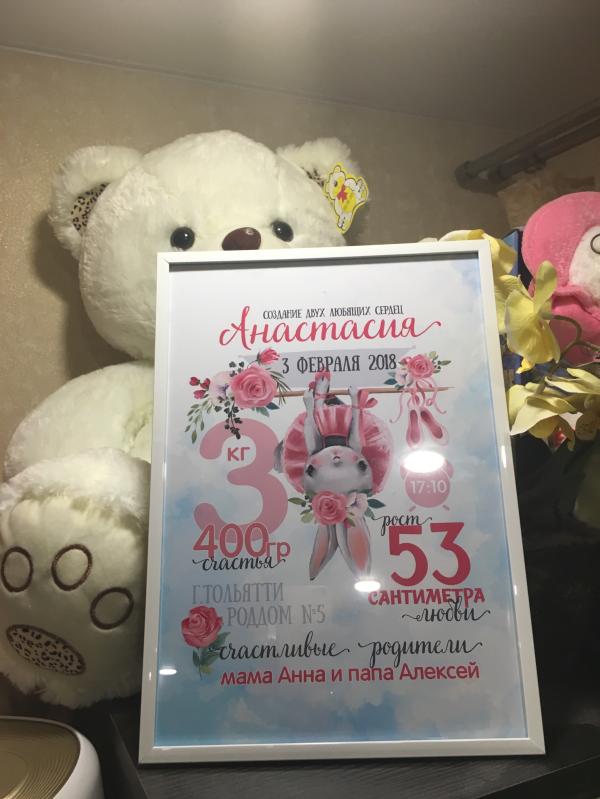 СОЗДАНИЕ ДВУХ ЛЮБЯЩИХ СЕРДЕЦ
Анастасия
3 ФЕВРАЛЯ 2018
3 кг
400гр
счастья
17:10
рост
53
САНТИМЕТРА
любви
Г.ТОЛЬЯТТИ
РОДДОМ №5
счастливые родители
мама Анна и папа Алексей